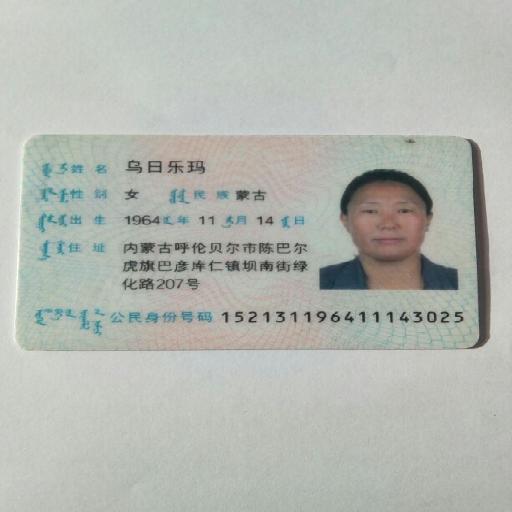 姓名 乌日乐玛
性别 女 民族 蒙古
出生 1964 年 11 月 14 日
住址 内蒙古呼伦贝尔市陈巴尔
虎旗巴彦库仁镇坝南街绿
化路207号
公民身份号码 152131196411143025